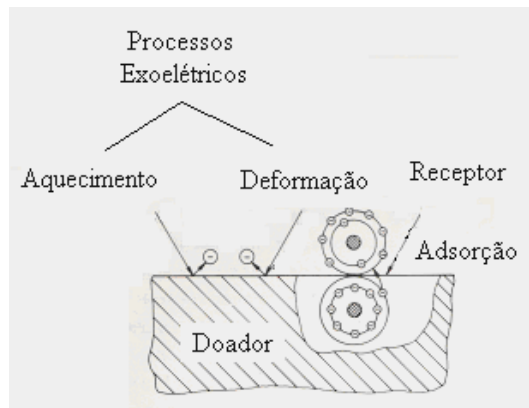 Processos
Exoelétricos
Aquecimento
Deformação
Receptor
Adsorção
Doador